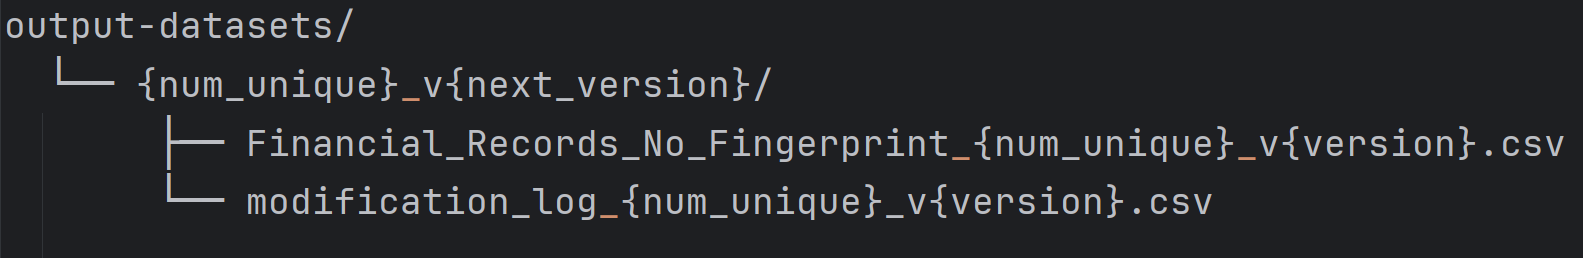 output-datasets/
└── {num_unique}_v{next_version}/
├── Financial_Records_No_Fingerprint_{num_unique}_v{version}.csv
└── modification_log_{num_unique}_v{version}.csv